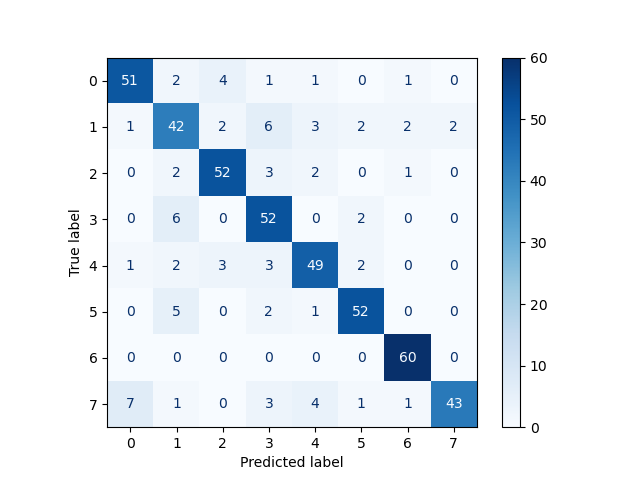 0 51 2 4 1 1 0 1 0
1 1 42 2 6 3 2 2 2
2 0 2 52 3 2 0 1 0
3 0 6 0 52 0 2 0 0
4 1 2 3 3 49 2 0 0
5 0 5 0 2 1 52 0 0
6 0 0 0 0 0 0 60 0
7 7 1 0 3 4 1 1 43
0 1 2 3 4 5 6 7
Predicted label
True label
60
50
40
30
20
10
0